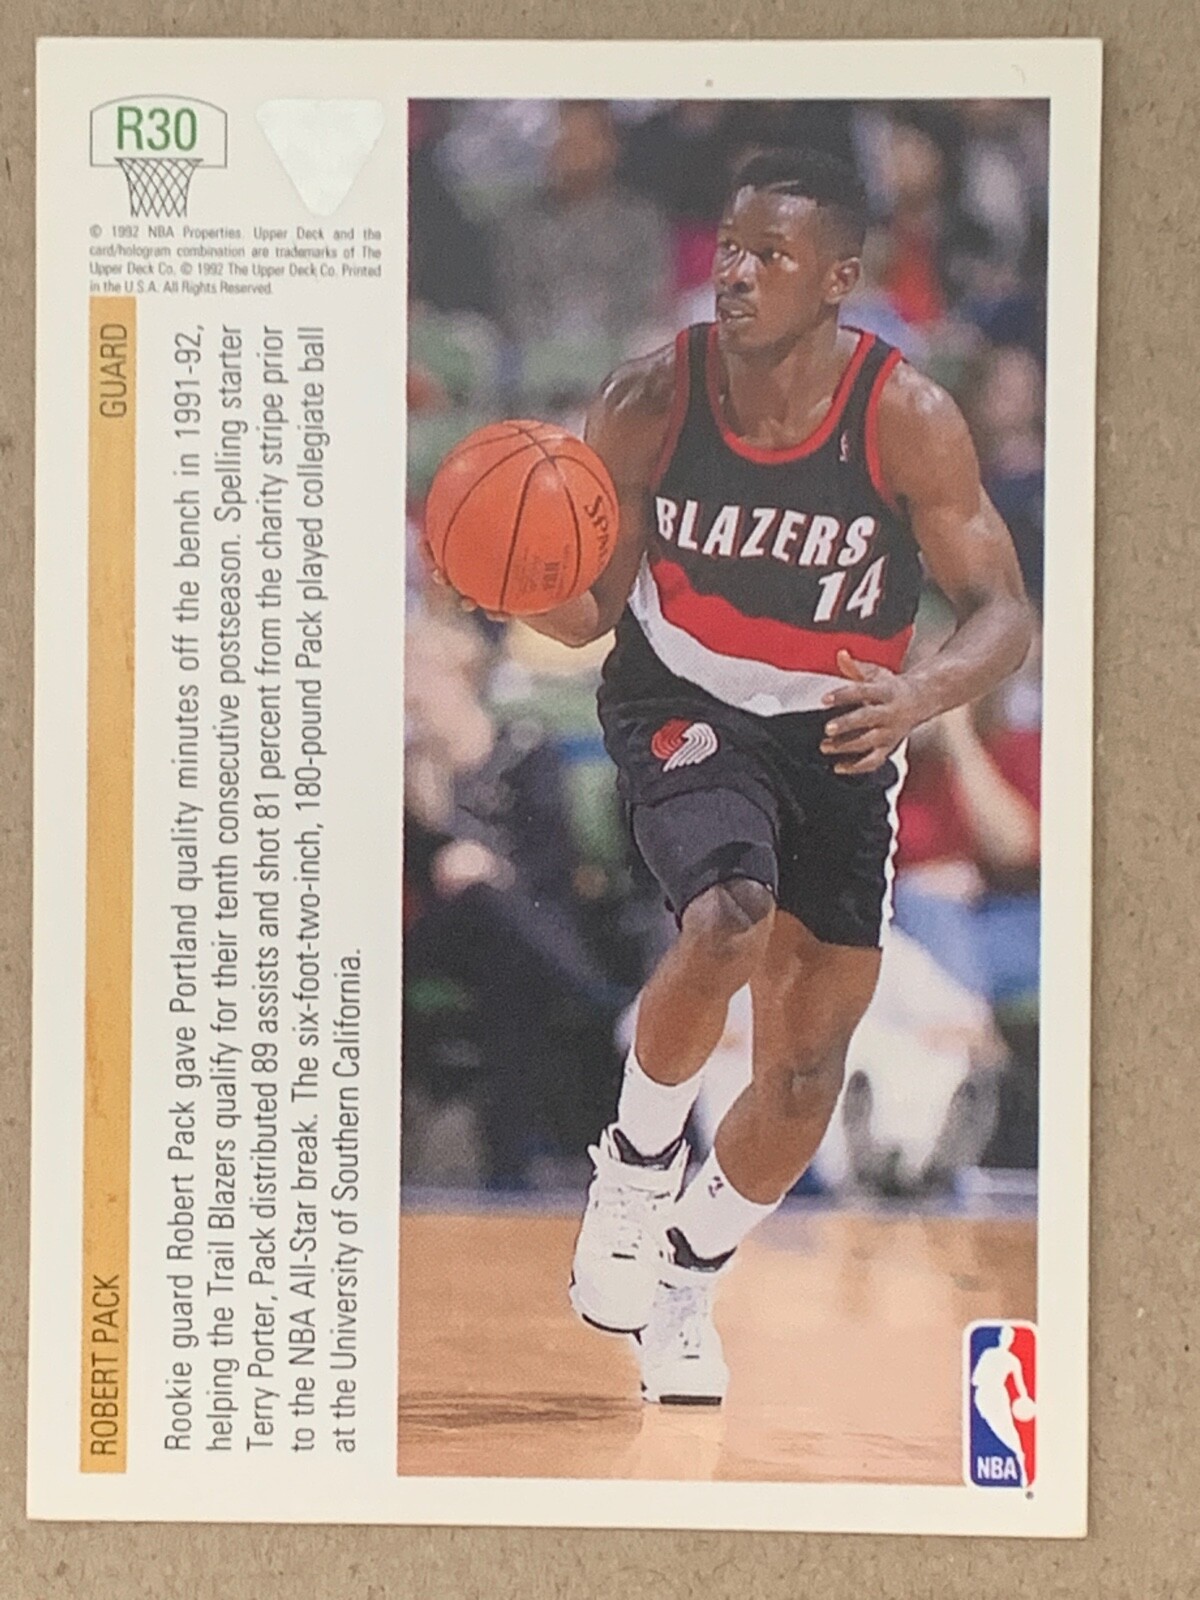 R30
© 1992 NBA Properties. Upper Deck and the
card/hologram combination are trademarks of The
Upper Deck Co. © 1992 The Upper Deck Co. Printed
in the U.S.A. All Rights Reserved.
ROBERT PACK GUARD
Rookie guard Robert Pack gave Portland quality minutes off the bench in 1991-92,
helping the Trail Blazers qualify for their tenth consecutive postseason. Spelling starter
Terry Porter, Pack distributed 89 assists and shot 81 percent from the charity stripe prior
to the NBA All-Star break. The six-foot-two-inch, 180-pound Pack played collegiate ball
at the University of Southern California.
BLAZERS
14
NBA